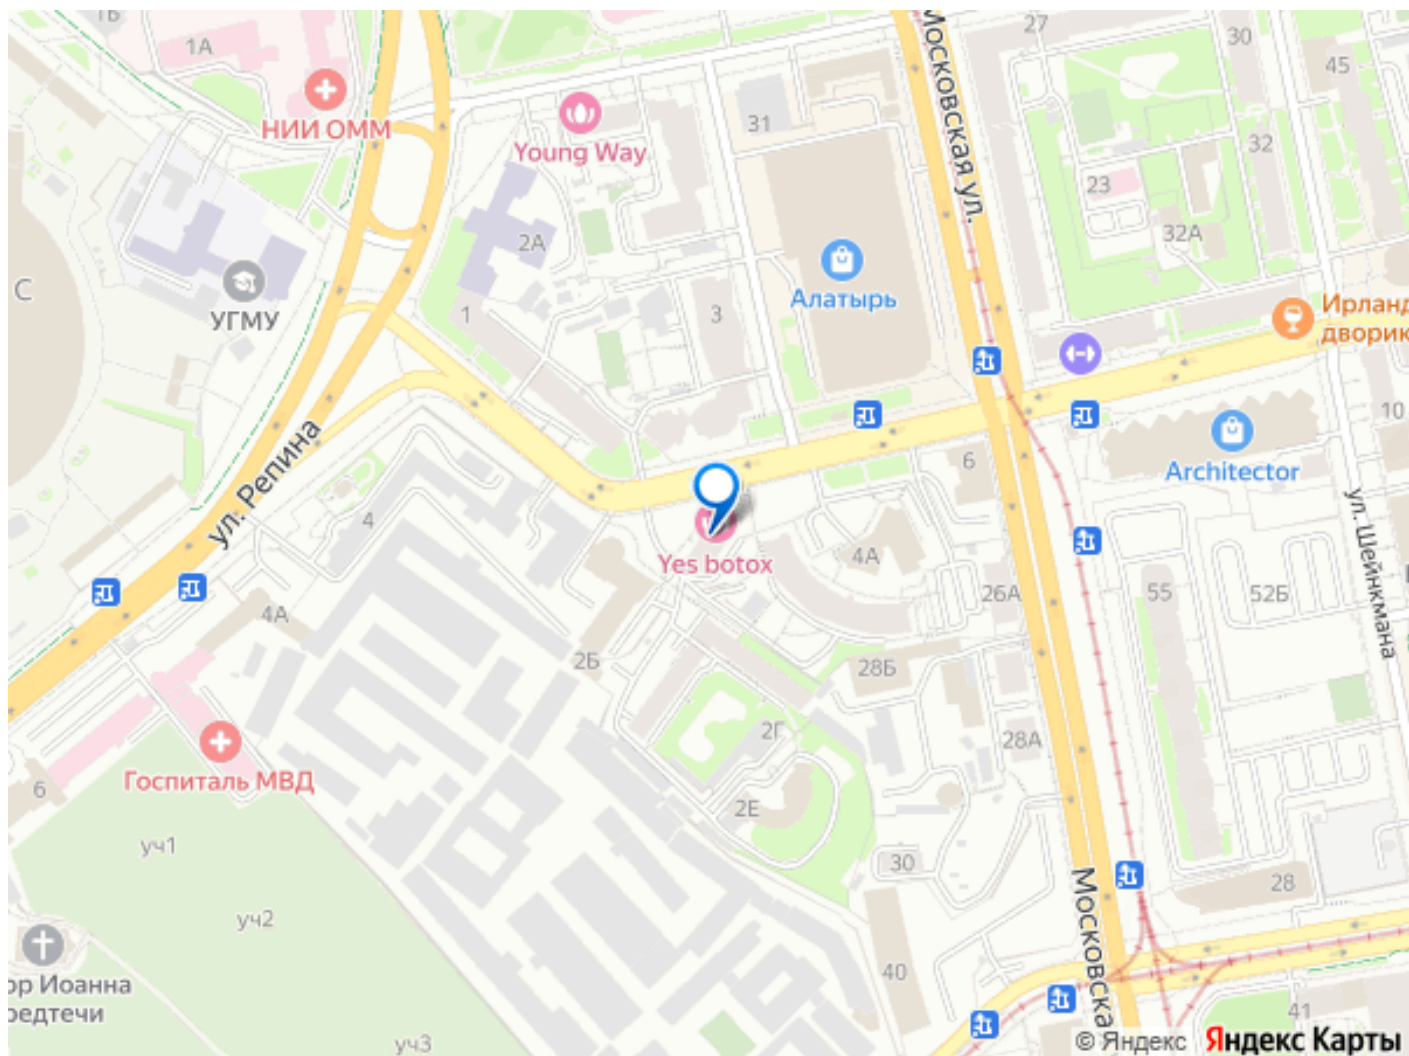 1Б
1А
НИИ ОММ
Young Way
31
Московская ул.
27
30
45
32
23
32А
2А
С
УГМУ
1
3
Алатырь
Ирланд
дворик
ул. Репина
4
6
10
Architector
ул. Шейнкмана
Yes botox
4А
4А
26А
55
52Б
2Б
28Б
2Г
28А
Госпиталь МВД
6
2Е
уч1
30
28
уч2
Московска
ор Иоанна
редтечи
40
41
уч3
© Яндекс
Яндекс Карты